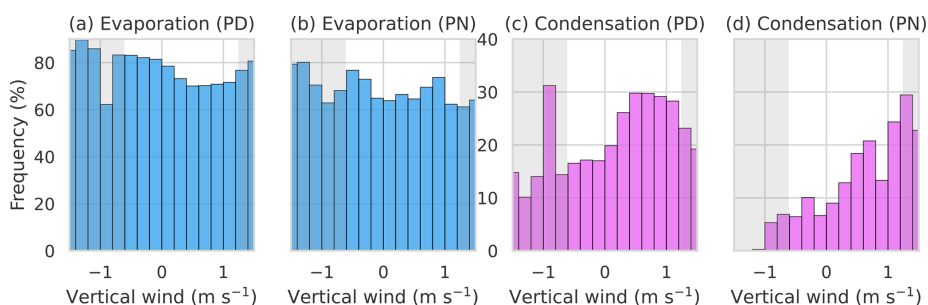 (a) Evaporation (PD)
(b) Evaporation (PN)
(c) Condensation (PD)
(d) Condensation (PN)
Frequency (%)
80
60
40
20
0
40
30
20
10
0
−1 0 1
−1 0 1
−1 0 1
−1 0 1
Vertical wind (m s⁻¹)
Vertical wind (m s⁻¹)
Vertical wind (m s⁻¹)
Vertical wind (m s⁻¹)